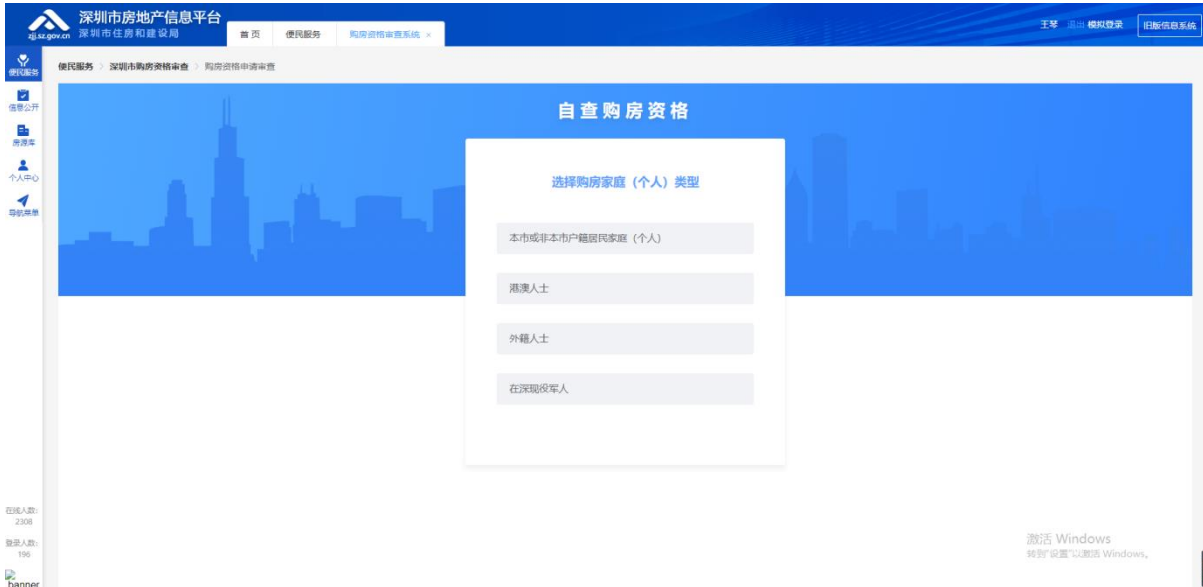 深圳市房地产信息平台
zjj.sz.gov.cn 深圳市住房和建设局
首 页 便民服务 购房资格审查系统 ×
王琴 退出 模拟登录 旧版信息系统
便民服务
信息公开
房源库
个人中心
导航菜单
便民服务 > 深圳市购房资格审查 > 购房资格申请审查
自查购房资格
选择购房家庭（个人）类型
本市或非本市户籍居民家庭（个人）
港澳人士
外籍人士
在深现役军人
在线人数:
2308
登录人数:
196
banner
激活 Windows
转到"设置"以激活 Windows。